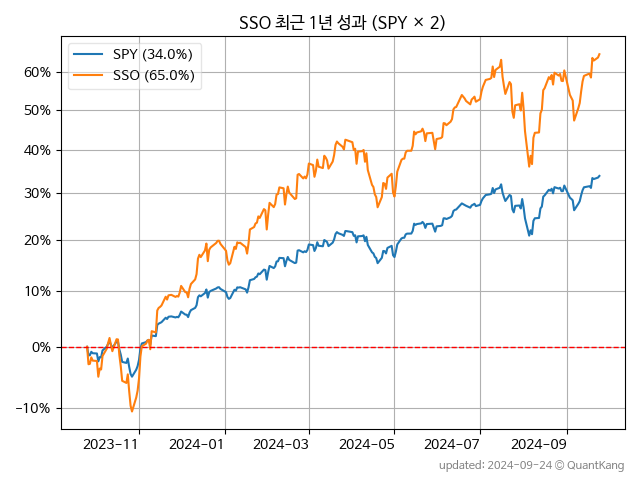 SSO 최근 1년 성과 (SPY × 2)
SPY (34.0%)
SSO (65.0%)
60%
50%
40%
30%
20%
10%
0%
−10%
2023-11 2024-01 2024-03 2024-05 2024-07 2024-09
updated: 2024-09-24 © QuantKang